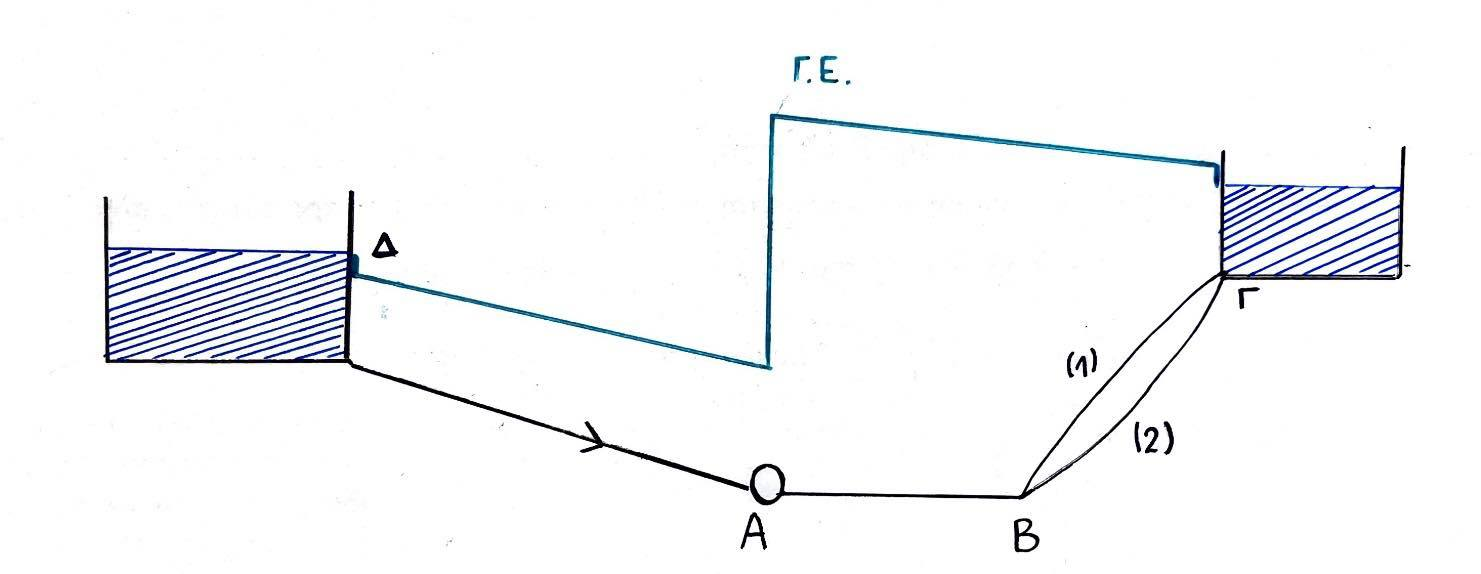 Γ.Ε.
Δ
Γ
(1)
(2)
Α
Β